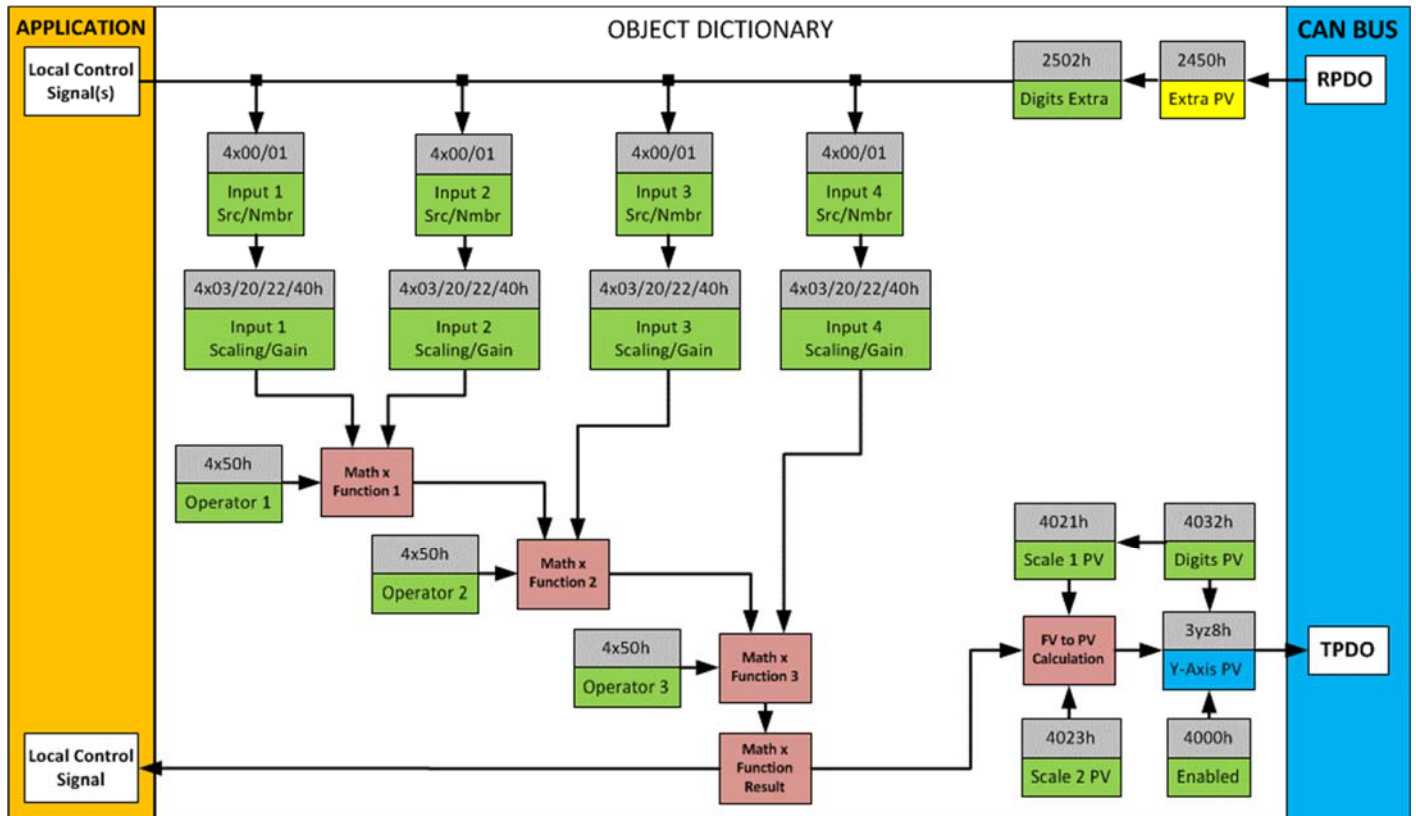 APPLICATION
OBJECT DICTIONARY
CAN BUS
Local Control
Signal(s)
2502h
Digits Extra
2450h
Extra PV
RPDO
4x00/01
Input 1
Src/Nmbr
4x00/01
Input 2
Src/Nmbr
4x00/01
Input 3
Src/Nmbr
4x00/01
Input 4
Src/Nmbr
4x03/20/22/40h
Input 1
Scaling/Gain
4x03/20/22/40h
Input 2
Scaling/Gain
4x03/20/22/40h
Input 3
Scaling/Gain
4x03/20/22/40h
Input 4
Scaling/Gain
4x50h
Operator 1
Math x
Function 1
4x50h
Operator 2
Math x
Function 2
4x50h
Operator 3
Math x
Function 3
4021h
Scale 1 PV
4032h
Digits PV
FV to PV
Calculation
3yz8h
Y-Axis PV
TPDO
4023h
Scale 2 PV
4000h
Enabled
Local Control
Signal
Math x
Function
Result